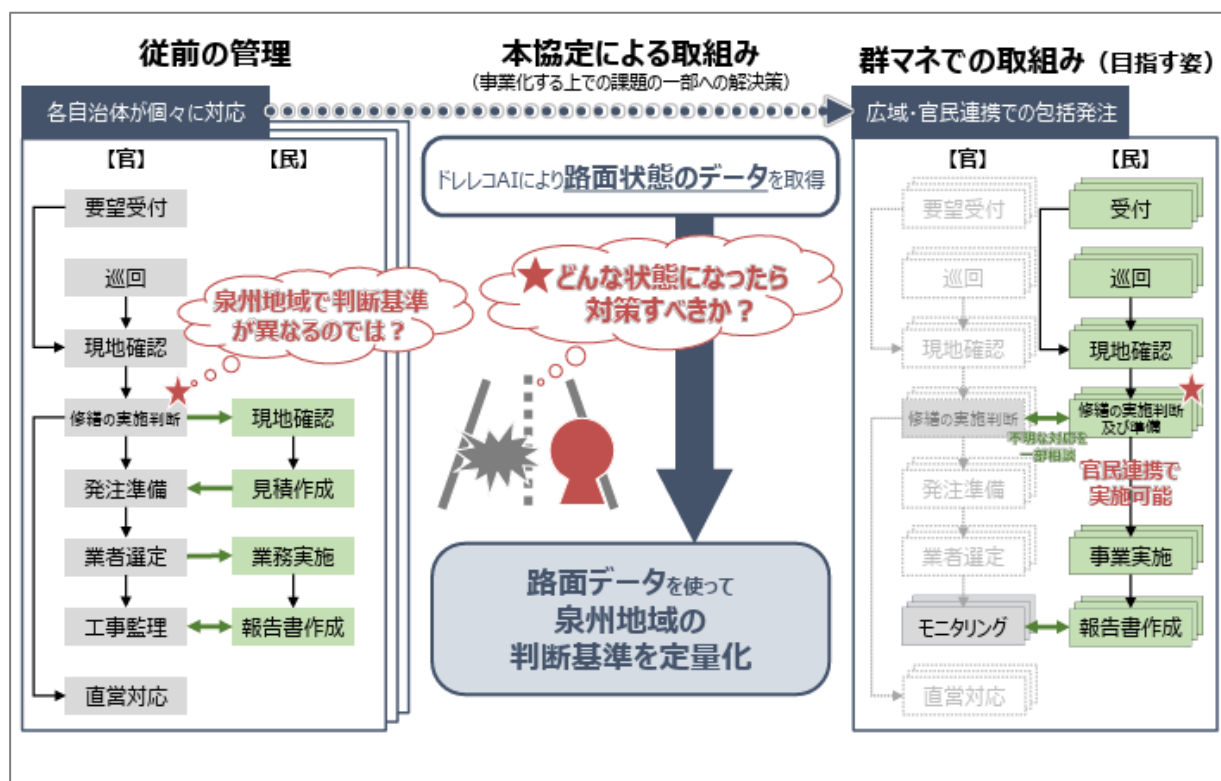 従前の管理
各自治体が個々に対応
【官】
【民】
要望受付
巡回
現地確認
修繕の実施判断
現地確認
発注準備
見積作成
業者選定
業務実施
工事監理
報告書作成
直営対応
泉州地域で判断基準
が異なるのでは？
本協定による取組み
(事業化する上での課題の一部への解決策)
ドレレコAIにより路面状態のデータを取得
★どんな状態になったら
対策すべきか？
路面データを使って
泉州地域の
判断基準を定量化
群マネでの取組み（目指す姿）
広域・官民連携での包括発注
【官】
【民】
要望受付
受付
巡回
巡回
現地確認
現地確認
修繕の実施判断
修繕の実施判断
及び準備
不明な対応を
一部相談
発注準備
官民連携で
実施可能
業者選定
事業実施
モニタリング
報告書作成
直営対応